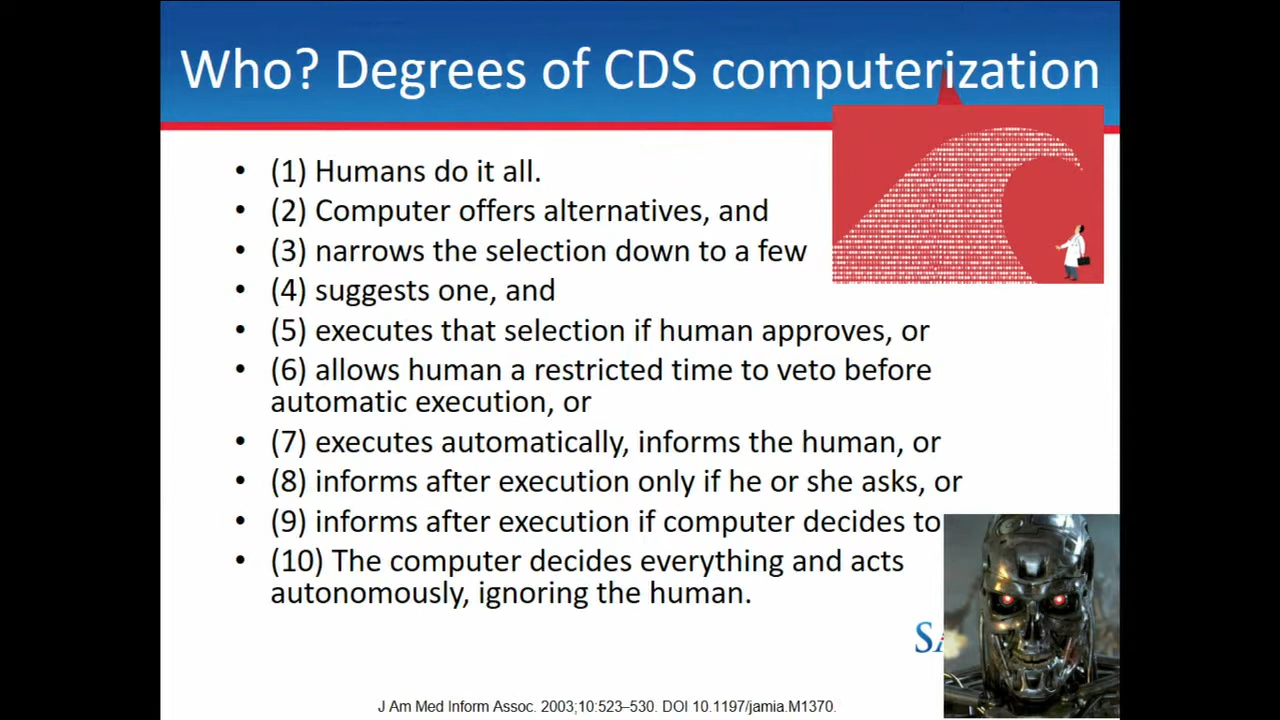 Who? Degrees of CDS computerization
• (1) Humans do it all.
• (2) Computer offers alternatives, and
• (3) narrows the selection down to a few
• (4) suggests one, and
• (5) executes that selection if human approves, or
• (6) allows human a restricted time to veto before
automatic execution, or
• (7) executes automatically, informs the human, or
• (8) informs after execution only if he or she asks, or
• (9) informs after execution if computer decides to
• (10) The computer decides everything and acts
autonomously, ignoring the human.
J Am Med Inform Assoc. 2003;10:523–530. DOI 10.1197/jamia.M1370.